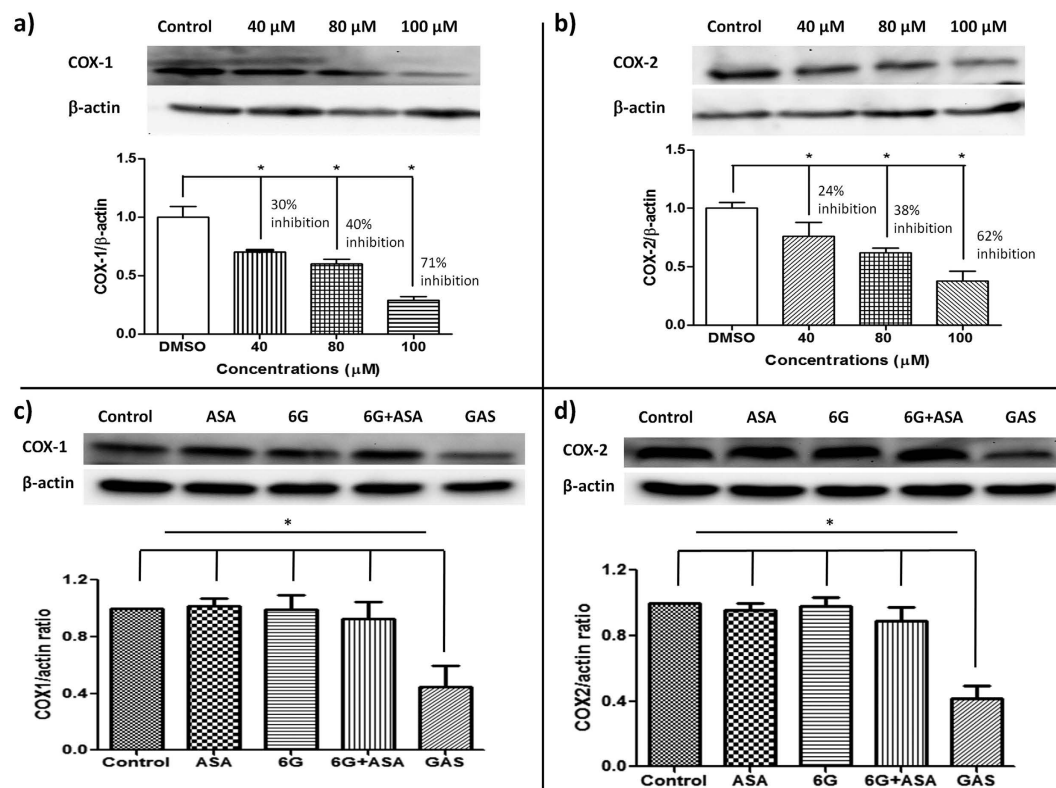 a)
Control 40 µM 80 µM 100 µM
COX-1
β-actin
COX-1/β-actin
1.5
1.0
0.5
0.0
* * *
30%
inhibition
40%
inhibition
71%
inhibition
DMSO 40 80 100
Concentrations (µM)
b)
Control 40 µM 80 µM 100 µM
COX-2
β-actin
COX-2/β-actin
1.5
1.0
0.5
0.0
* * *
24%
inhibition
38%
inhibition
62%
inhibition
DMSO 40 80 100
Concentrations (µM)
c)
Control ASA 6G 6G+ASA GAS
COX-1
β-actin
*
COX1/actin ratio
1.2
0.8
0.4
0.0
Control ASA 6G 6G+ASA GAS
d)
Control ASA 6G 6G+ASA GAS
COX-2
β-actin
*
COX2/actin ratio
1.2
0.8
0.4
0.0
Control ASA 6G 6G+ASA GAS